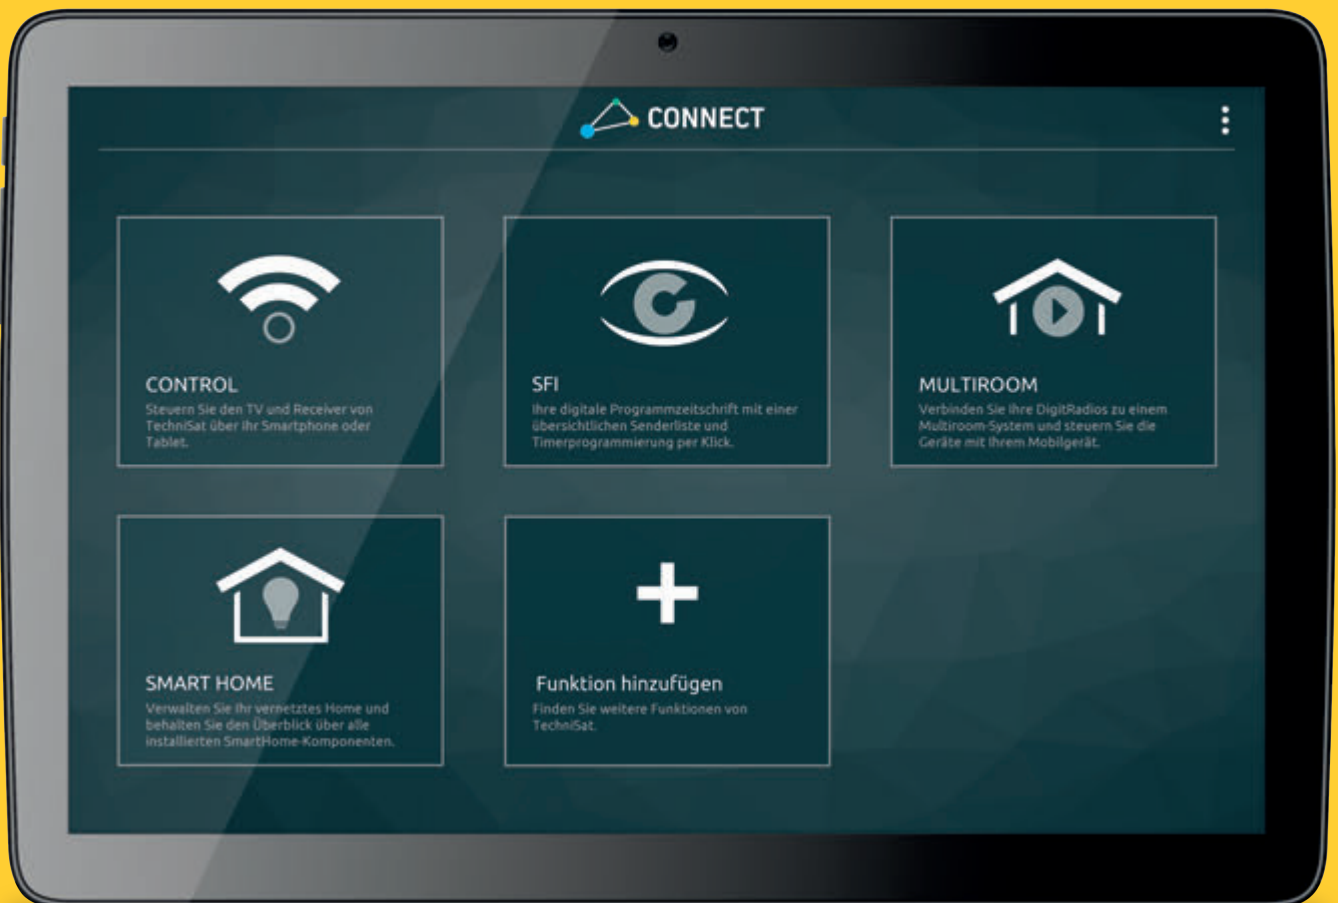 CONNECT
CONTROL
Steuern Sie den TV und Receiver von
TechniSat über Ihr Smartphone oder
Tablet.
SFI
Ihre digitale Programmzeitschrift mit einer
übersichtlichen Senderliste und
Timerprogrammierung per Klick.
MULTIROOM
Verbinden Sie Ihre DigitRadios zu einem
Multiroom-System und steuern Sie die
Geräte mit Ihrem Mobilgerät.
SMART HOME
Verwalten Sie Ihr vernetztes Home und
behalten Sie den Überblick über alle
installierten SmartHome-Komponenten.
Funktion hinzufügen
Finden Sie weitere Funktionen von
TechniSat.